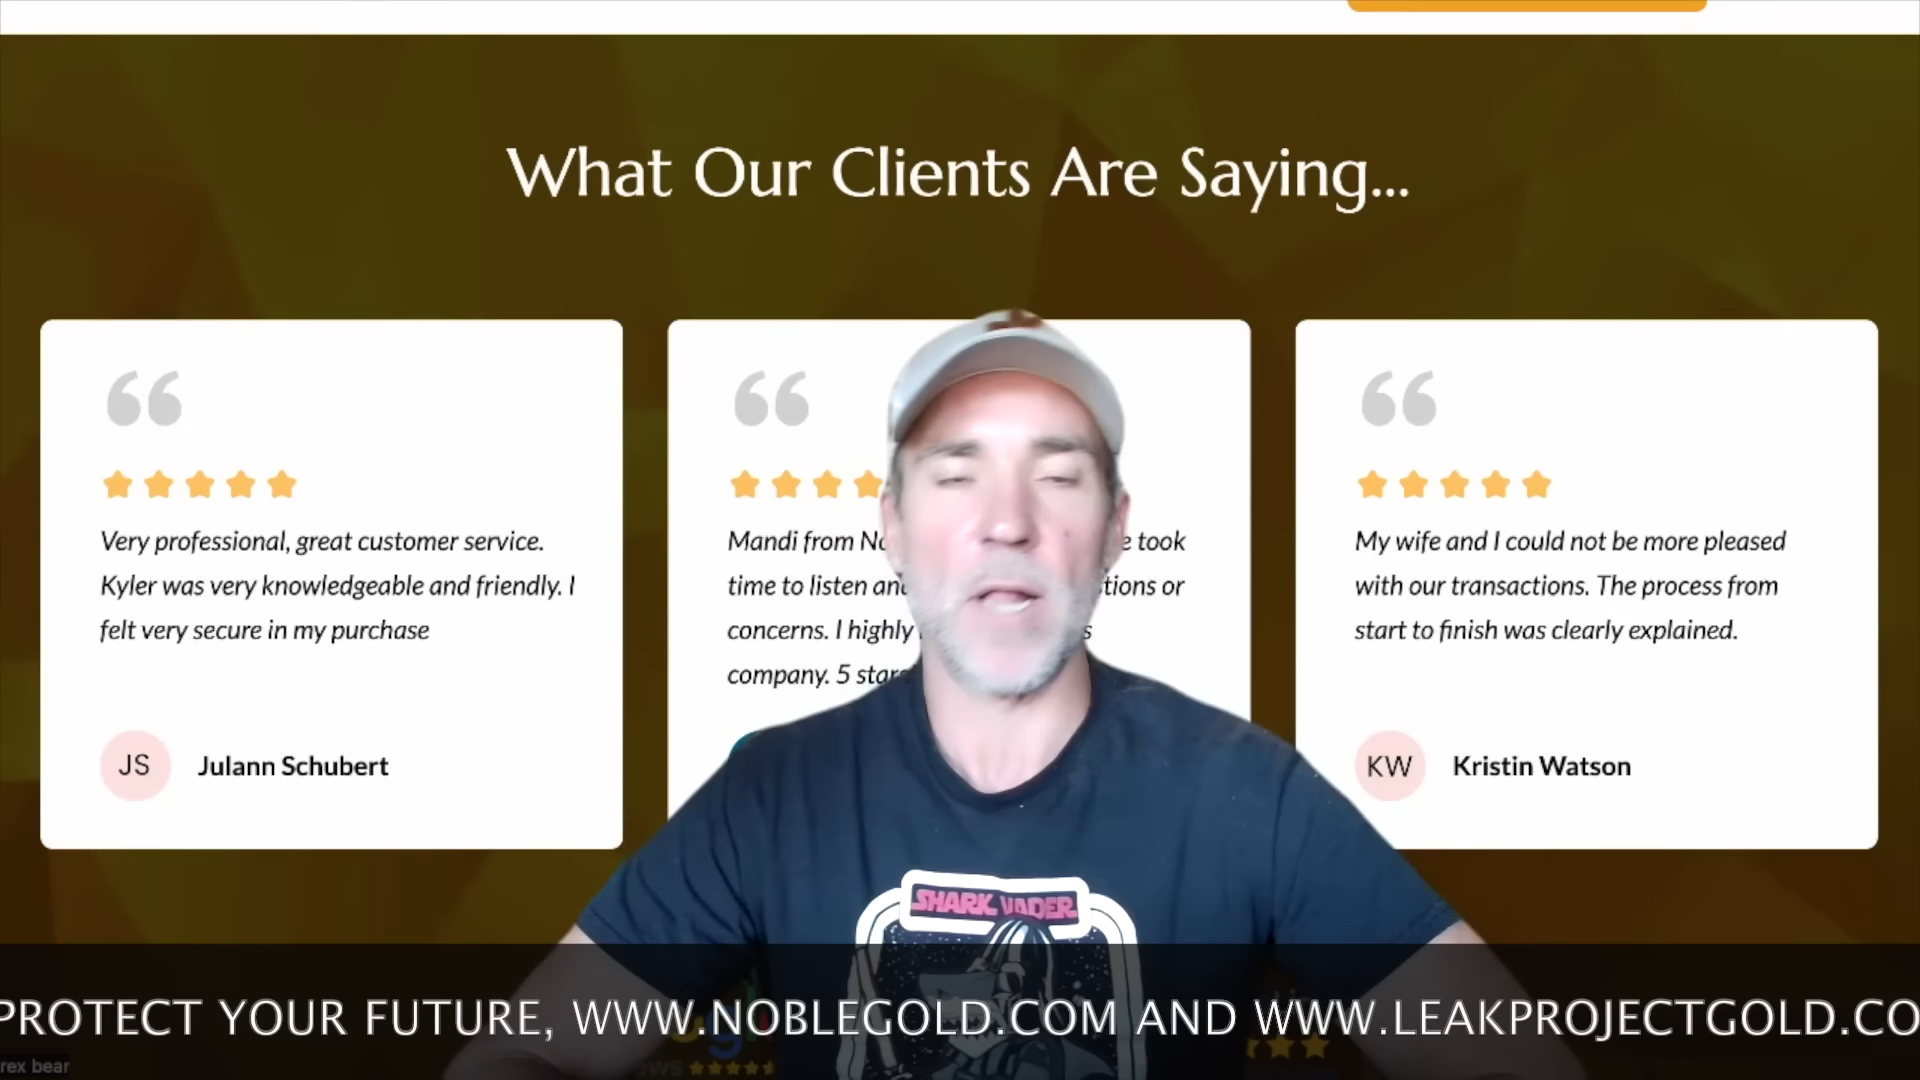 What Our Clients Are Saying...
Very professional, great customer service.
Kyler was very knowledgeable and friendly. I
felt very secure in my purchase
JS
Julann Schubert
Mandi from took
time to listen or
concerns. I highly
company. 5
My wife and I could not be more pleased
with our transactions. The process from
start to finish was clearly explained.
KW
Kristin Watson
SHARK VADER
PROTECT YOUR FUTURE, WWW.NOBLEGOLD.COM AND WWW.LEAKPROJECTGOLD.CO
rex bear